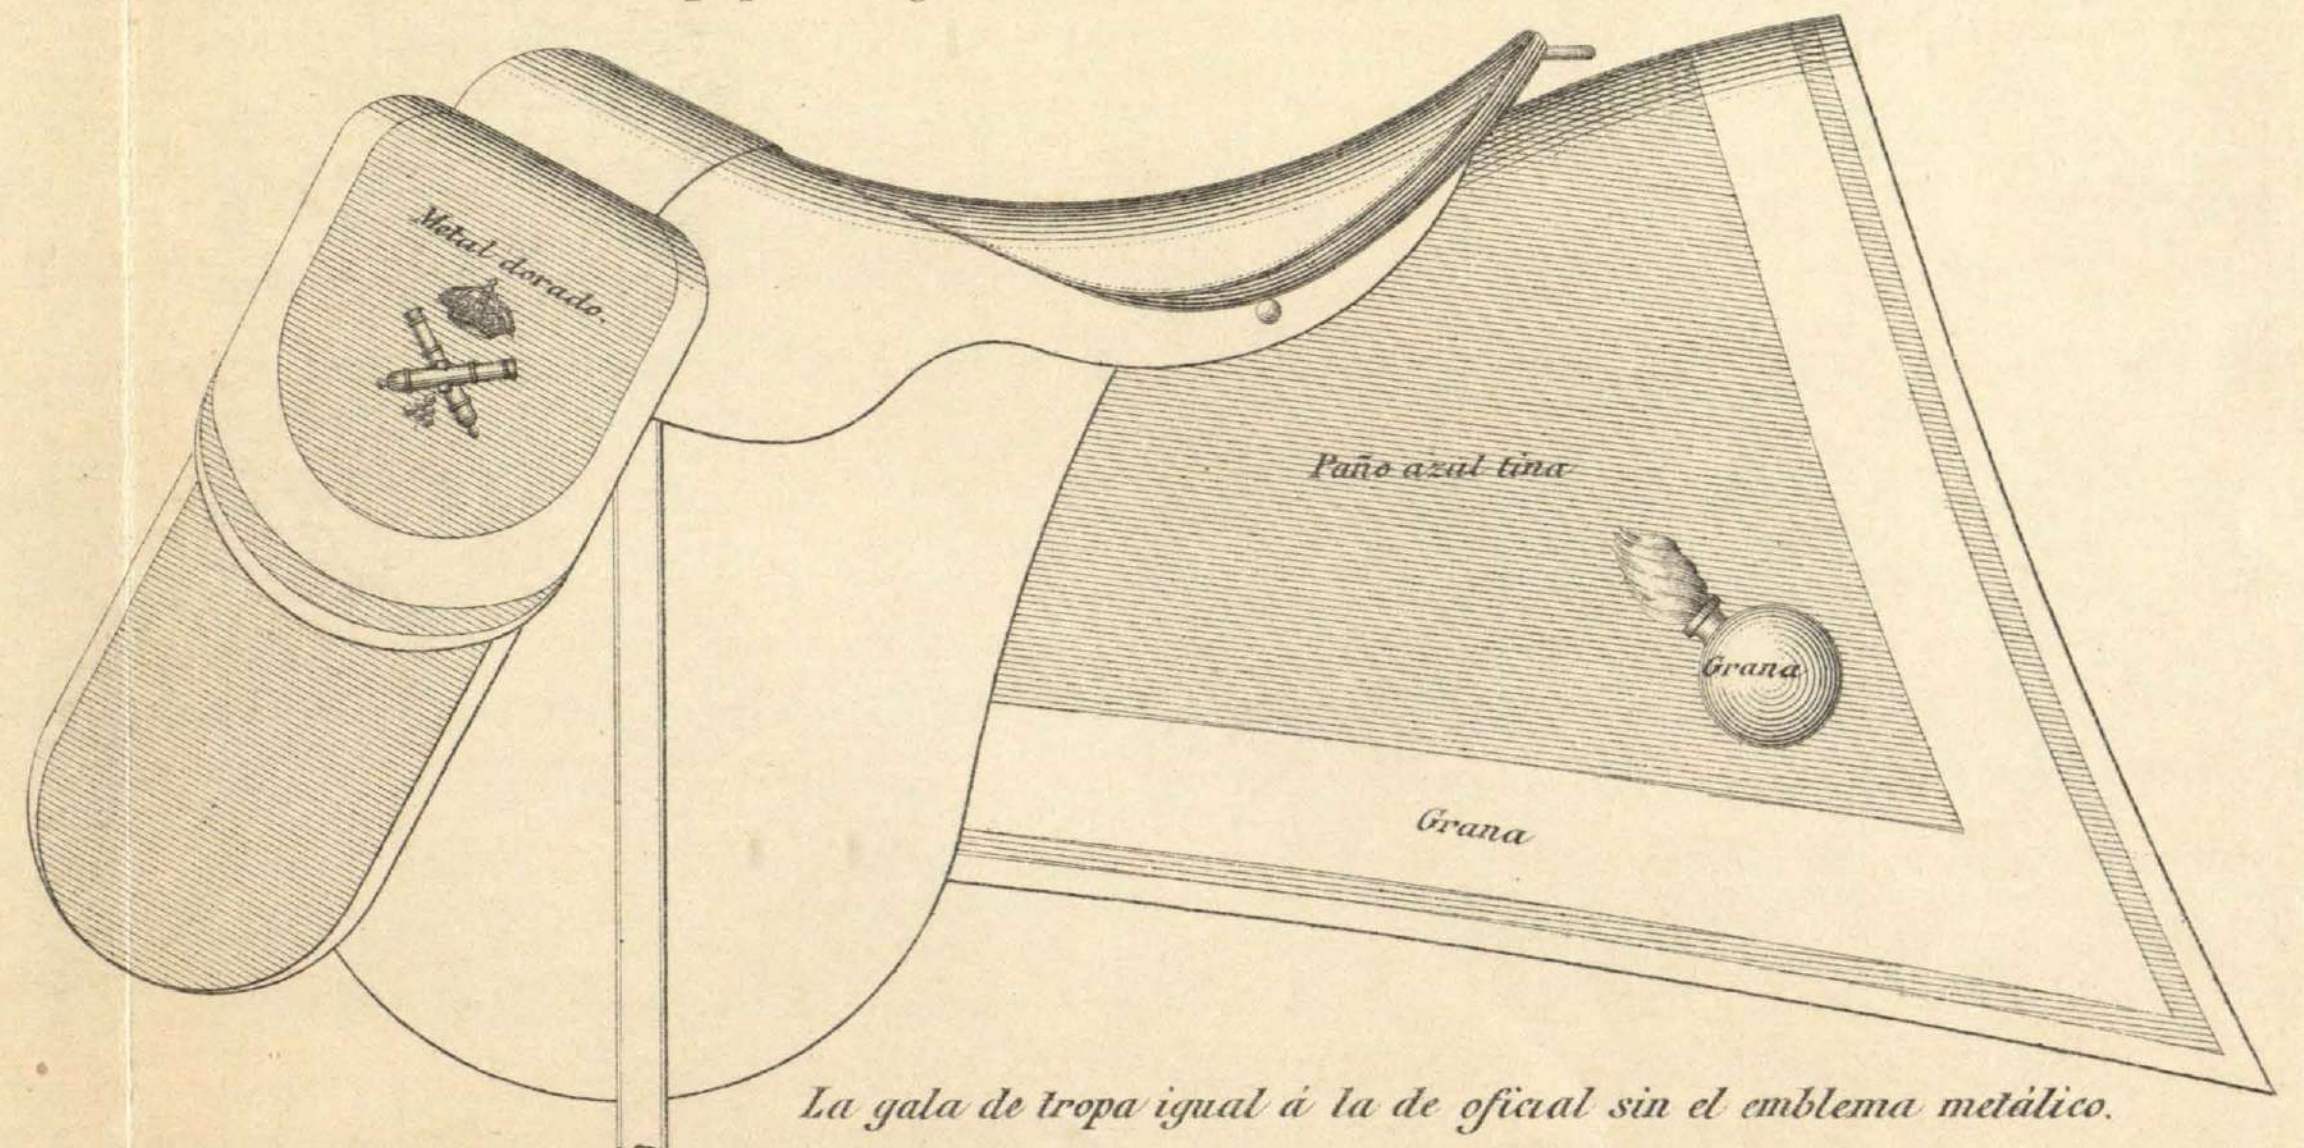 Metal dorado.
Paño azul tina
Grana
Grana
La gala de tropa igual á la de oficial sin el emblema metálico.